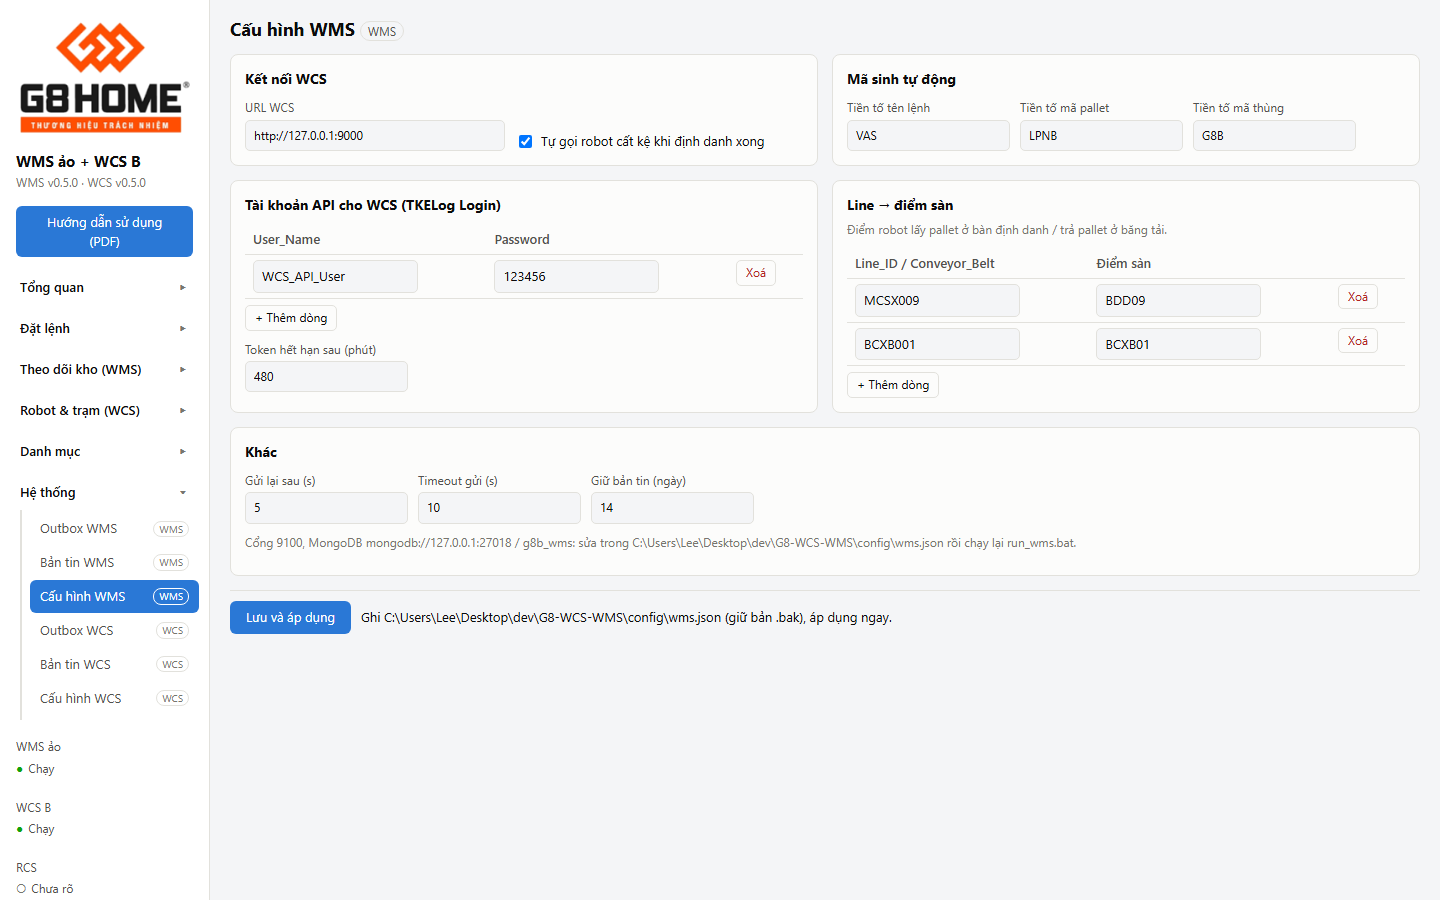 G8 HOME®
THƯƠNG HIỆU TRÁCH NHIỆM
WMS ảo + WCS B
WMS v0.5.0 · WCS v0.5.0
Hướng dẫn sử dụng
(PDF)
Tổng quan
Đặt lệnh
Theo dõi kho (WMS)
Robot & trạm (WCS)
Danh mục
Hệ thống
Outbox WMS WMS
Bản tin WMS WMS
Cấu hình WMS WMS
Outbox WCS WCS
Bản tin WCS WCS
Cấu hình WCS WCS
WMS ảo
Chạy
WCS B
Chạy
RCS
Chưa rõ
Cấu hình WMS WMS
Kết nối WCS
URL WCS
http://127.0.0.1:9000
Tự gọi robot cất kệ khi định danh xong
Mã sinh tự động
Tiền tố tên lệnh Tiền tố mã pallet Tiền tố mã thùng
VAS LPNB G8B
Tài khoản API cho WCS (TKELog Login)
User_Name Password
WCS_API_User 123456 Xoá
+ Thêm dòng
Token hết hạn sau (phút)
480
Line → điểm sàn
Điểm robot lấy pallet ở bàn định danh / trả pallet ở băng tải.
Line_ID / Conveyor_Belt Điểm sàn
MCSX009 BDD09 Xoá
BCXB001 BCXB01 Xoá
+ Thêm dòng
Khác
Gửi lại sau (s) Timeout gửi (s) Giữ bản tin (ngày)
5 10 14
Cổng 9100, MongoDB mongodb://127.0.0.1:27018 / g8b_wms: sửa trong C:\Users\Lee\Desktop\dev\G8-WCS-WMS\config\wms.json rồi chạy lại run_wms.bat.
Lưu và áp dụng Ghi C:\Users\Lee\Desktop\dev\G8-WCS-WMS\config\wms.json (giữ bản .bak), áp dụng ngay.